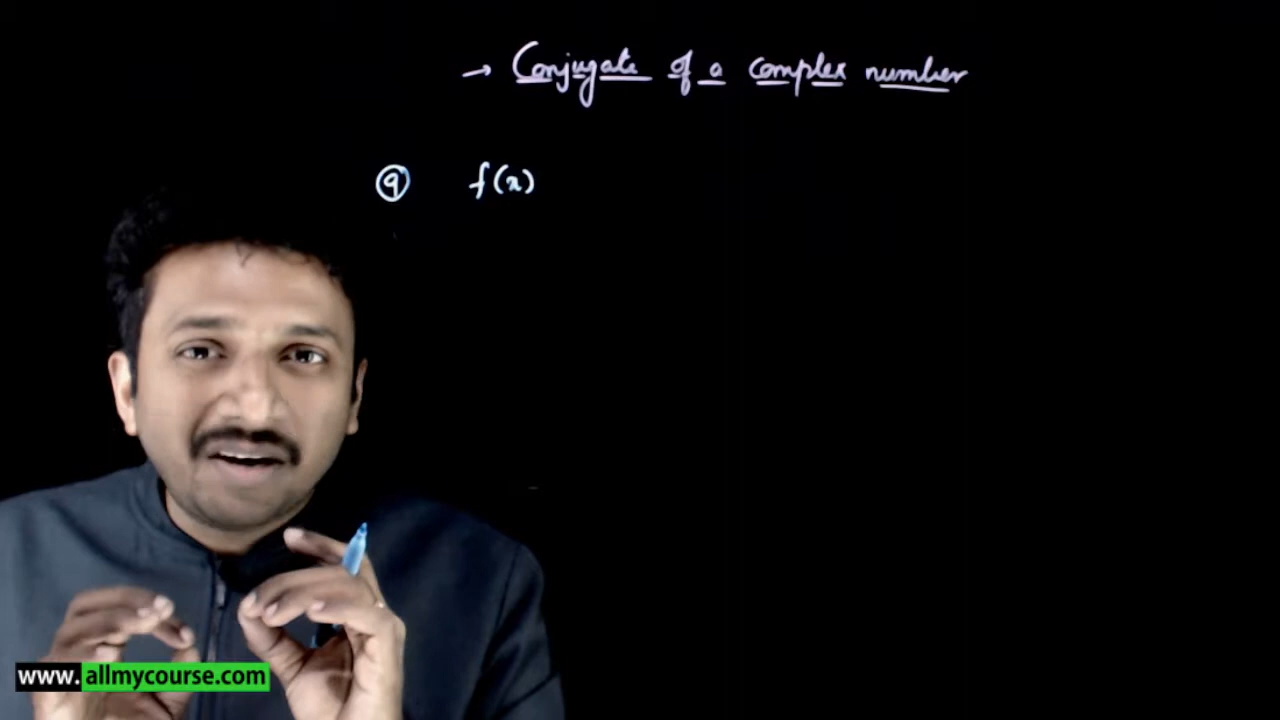 → Conjugate of a complex number
⑨ f(x)
www.allmycourse.com